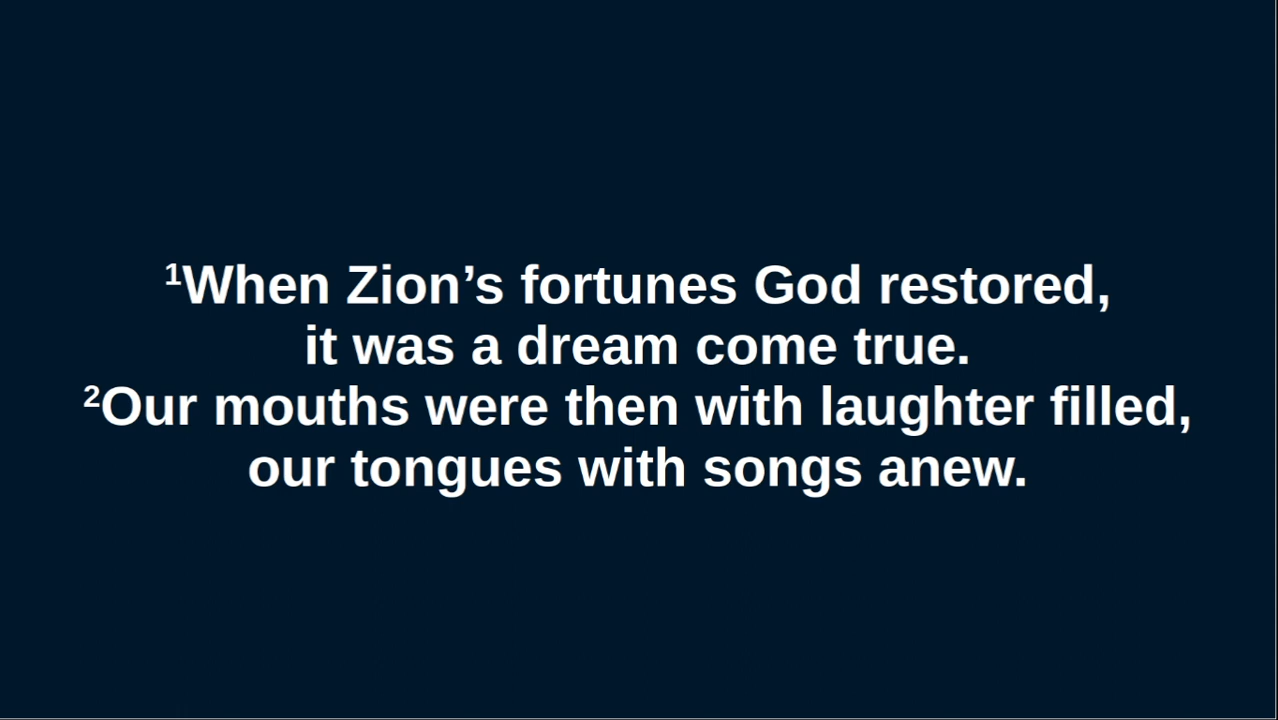 ¹When Zion’s fortunes God restored,
it was a dream come true.
²Our mouths were then with laughter filled,
our tongues with songs anew.